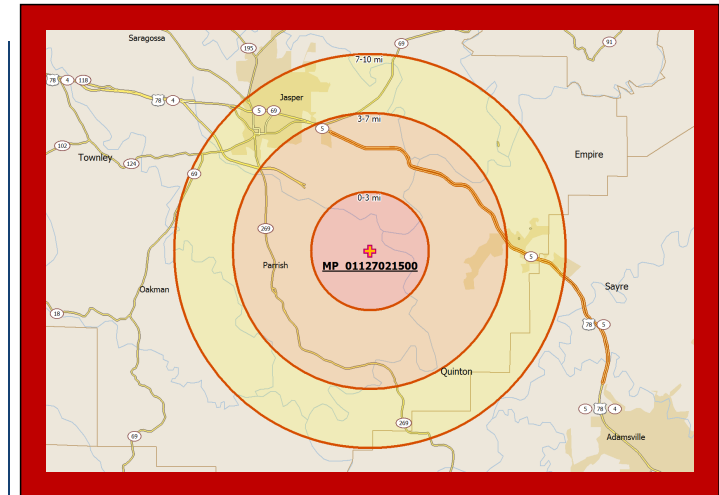 Saragossa
69
91
195
7-10 mi
78 4 118
Jasper
78 4
5 69
3-7 mi
5
102
Townley
124
Empire
69
0-3 mi
269
MP_01127021500
Parrish
5
Oakman
Sayre
18
78 5
Quinton
5 78 4
269
69
Adamsville